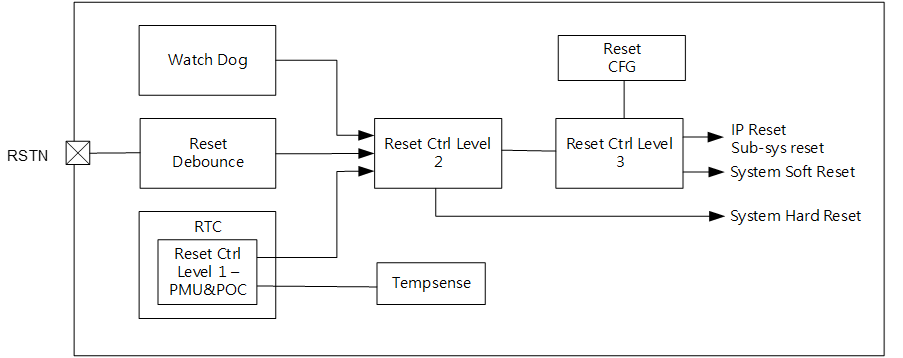 Watch Dog
Reset
CFG
RSTN
Reset
Debounce
Reset Ctrl Level
2
Reset Ctrl Level
3
IP Reset
Sub-sys reset
System Soft Reset
System Hard Reset
RTC
Reset Ctrl
Level 1 –
PMU&POC
Tempsense